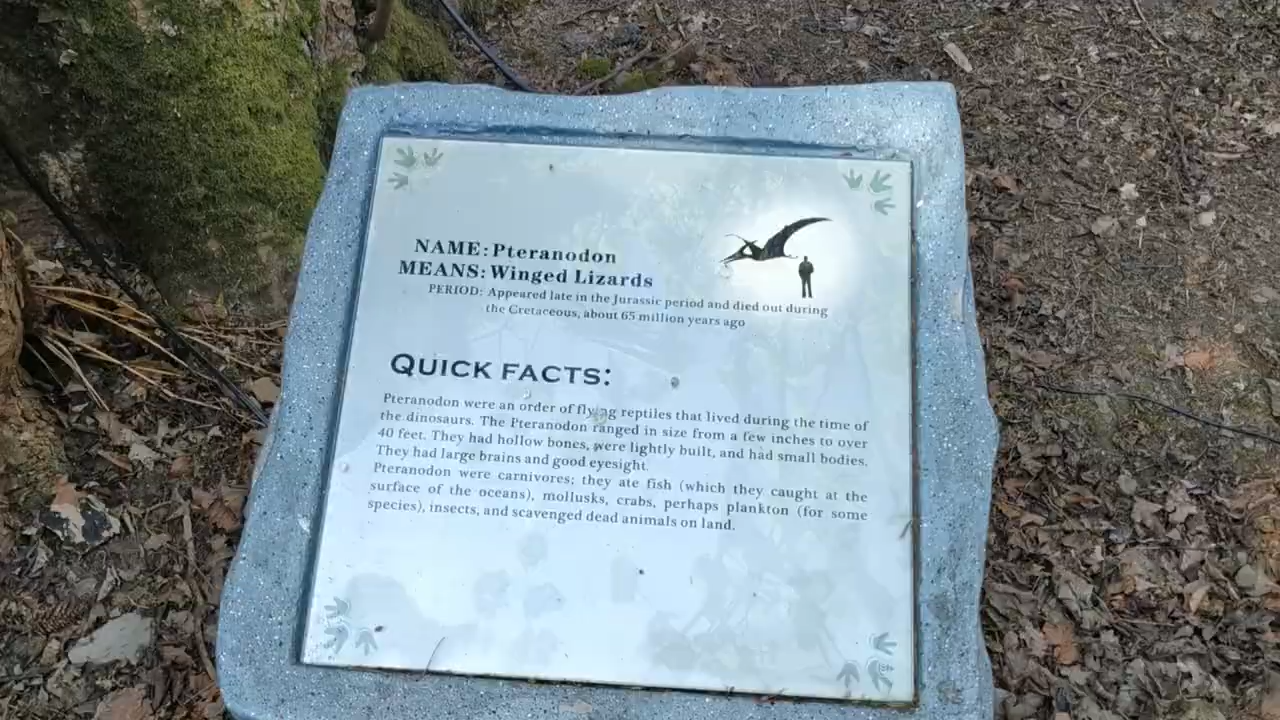 NAME: Pteranodon
MEANS: Winged Lizards
PERIOD: Appeared late in the Jurassic period and died out during
the Cretaceous, about 65 million years ago
QUICK FACTS:
Pteranodon were an order of flying reptiles that lived during the time of
the dinosaurs. The Pteranodon ranged in size from a few inches to over
40 feet. They had hollow bones, were lightly built, and had small bodies.
They had large brains and good eyesight.
Pteranodon were carnivores; they ate fish (which they caught at the
surface of the oceans), mollusks, crabs, perhaps plankton (for some
species), insects, and scavenged dead animals on land.